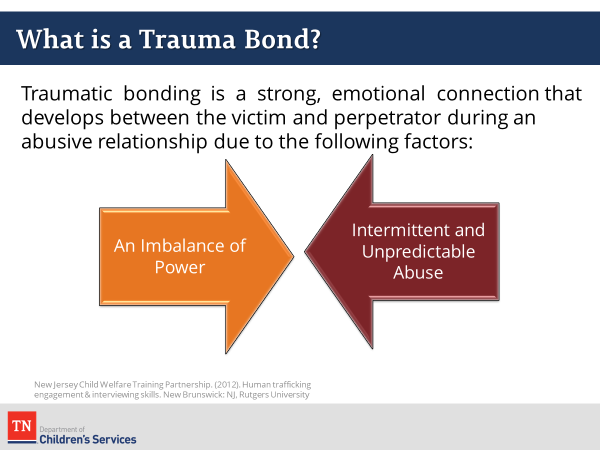 What is a Trauma Bond?
Traumatic bonding is a strong, emotional connection that
develops between the victim and perpetrator during an
abusive relationship due to the following factors:
An Imbalance of
Power
Intermittent and
Unpredictable
Abuse
New Jersey Child Welfare Training Partnership. (2012). Human trafficking
engagement & interviewing skills. New Brunswick: NJ, Rutgers University
TN
Department of
Children's Services